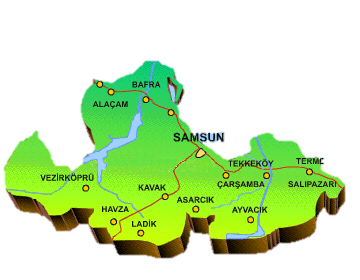 BAFRA
ALAÇAM
SAMSUN
TEKKEKÖY
TERME
VEZİRKÖPRÜ
ÇARŞAMBA
SALIPAZARI
KAVAK
ASARCIK
HAVZA
LADİK
AYVACIK